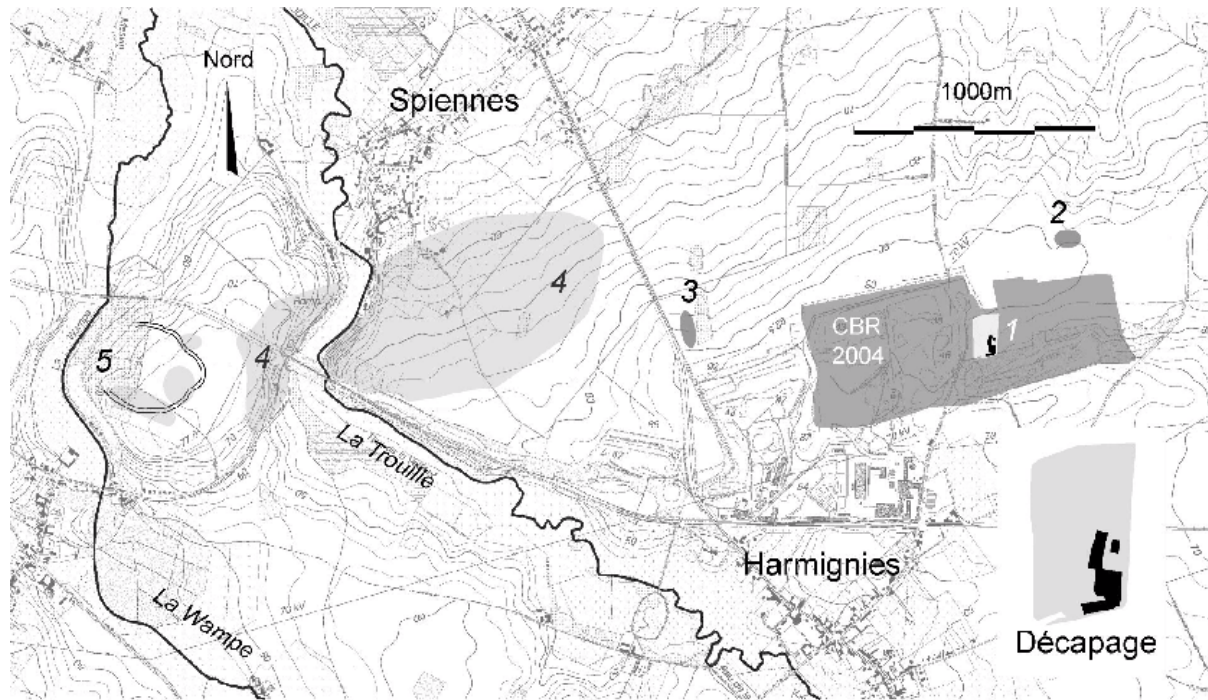 Nord
Spiennes
1000m
2
4
3
CBR
2004
1
5
4
La Trouille
La Wampe
Harmignies
Décapage